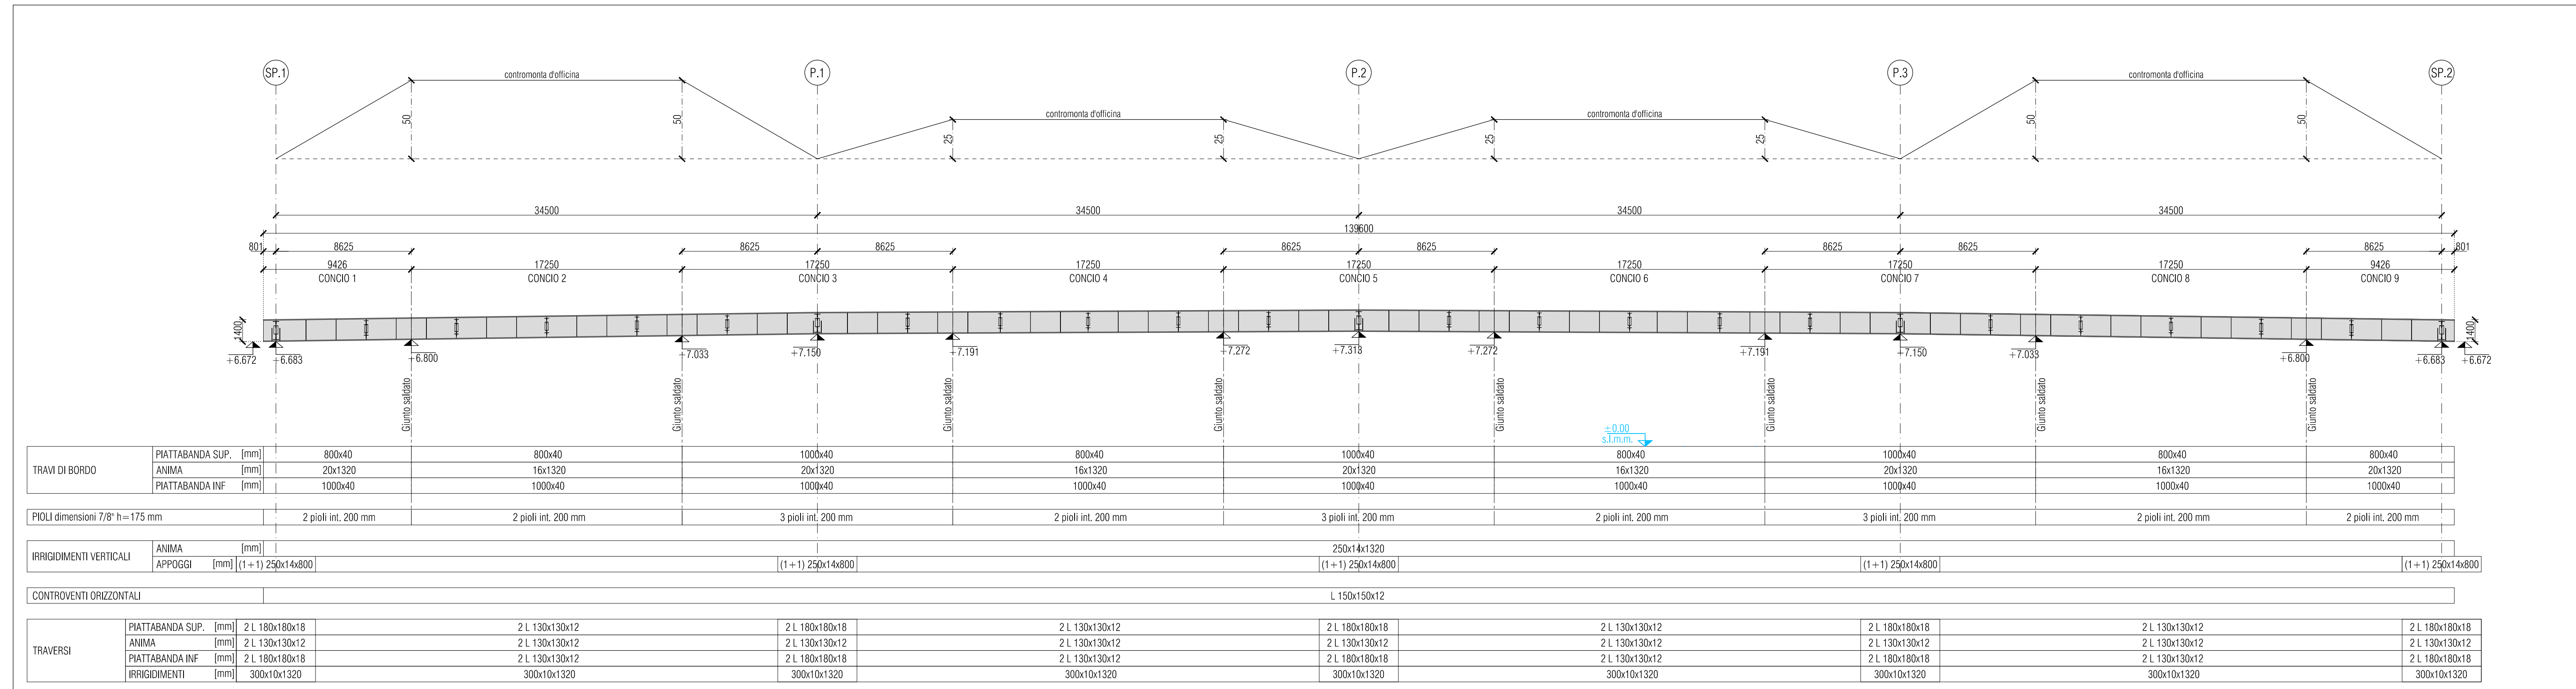 SP.1 P.1 P.2 P.3 SP.2
contromonta d'officina contromonta d'officina
contromonta d'officina contromonta d'officina
50 50 25 25 25 25 50 50
34500 34500 34500 34500
139600
801 8625 8625 8625 8625 8625 8625 8625 8625 801
9426 17250 17250 17250 17250 17250 17250 17250 9426
CONCIO 1 CONCIO 2 CONCIO 3 CONCIO 4 CONCIO 5 CONCIO 6 CONCIO 7 CONCIO 8 CONCIO 9
1400 1400
+6.672 +6.683 +6.800 +7.033 +7.150 +7.191 +7.272 +7.313 +7.272 +7.191 +7.150 +7.033 +6.800 +6.683 +6.672
Giunto saldato Giunto saldato Giunto saldato Giunto saldato Giunto saldato Giunto saldato Giunto saldato Giunto saldato
±0.00
s.l.m.m.
TRAVI DI BORDO
PIATTABANDA SUP. [mm] 800x40 800x40 1000x40 800x40 1000x40 800x40 1000x40 800x40 800x40
ANIMA [mm] 20x1320 16x1320 20x1320 16x1320 20x1320 16x1320 20x1320 16x1320 20x1320
PIATTABANDA INF [mm] 1000x40 1000x40 1000x40 1000x40 1000x40 1000x40 1000x40 1000x40 1000x40
PIOLI dimensioni 7/8" h=175 mm 2 pioli int. 200 mm 2 pioli int. 200 mm 3 pioli int. 200 mm 2 pioli int. 200 mm 3 pioli int. 200 mm 2 pioli int. 200 mm 3 pioli int. 200 mm 2 pioli int. 200 mm 2 pioli int. 200 mm
IRRIGIDIMENTI VERTICALI
ANIMA [mm] 250x14x1320
APPOGGI [mm] (1+1) 250x14x800 (1+1) 250x14x800 (1+1) 250x14x800 (1+1) 250x14x800 (1+1) 250x14x800
CONTROVENTI ORIZZONTALI L 150x150x12
TRAVERSI
PIATTABANDA SUP. [mm] 2 L 180x180x18 2 L 130x130x12 2 L 180x180x18 2 L 130x130x12 2 L 180x180x18 2 L 130x130x12 2 L 180x180x18 2 L 130x130x12 2 L 180x180x18
ANIMA [mm] 2 L 130x130x12 2 L 130x130x12 2 L 130x130x12 2 L 130x130x12 2 L 130x130x12 2 L 130x130x12 2 L 130x130x12 2 L 130x130x12 2 L 130x130x12
PIATTABANDA INF [mm] 2 L 180x180x18 2 L 130x130x12 2 L 180x180x18 2 L 130x130x12 2 L 180x180x18 2 L 130x130x12 2 L 180x180x18 2 L 130x130x12 2 L 180x180x18
IRRIGIDIMENTI [mm] 300x10x1320 300x10x1320 300x10x1320 300x10x1320 300x10x1320 300x10x1320 300x10x1320 300x10x1320 300x10x1320